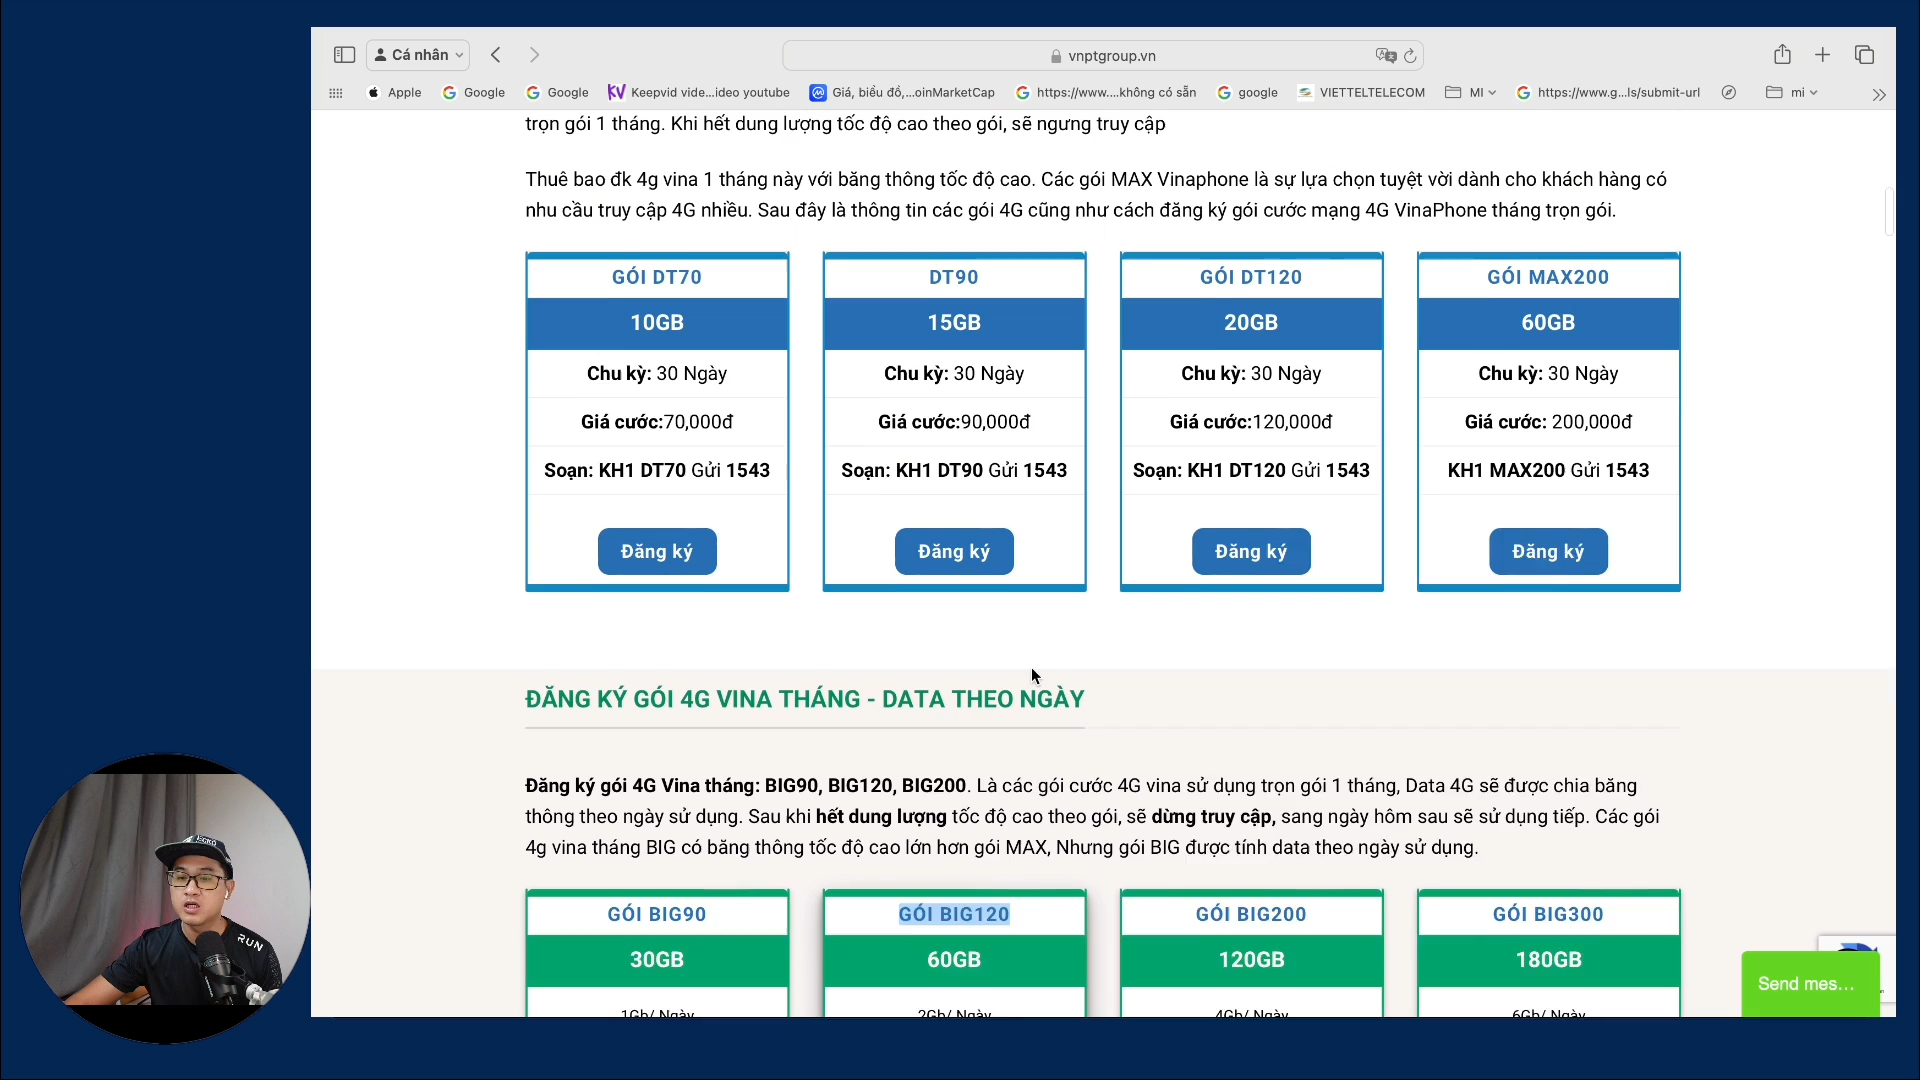 Cá nhân
vnptgroup.vn
Apple
Google
Google
Keepvid vide...ideo youtube
Giá, biểu đồ,...oinMarketCap
https://www....không có sẵn
google
VIETTELTELECOM
MI
https://www.g...ls/submit-url
mi
trọn gói 1 tháng. Khi hết dung lượng tốc độ cao theo gói, sẽ ngưng truy cập
Thuê bao đk 4g vina 1 tháng này với băng thông tốc độ cao. Các gói MAX Vinaphone là sự lựa chọn tuyệt vời dành cho khách hàng có
nhu cầu truy cập 4G nhiều. Sau đây là thông tin các gói 4G cũng như cách đăng ký gói cước mạng 4G VinaPhone tháng trọn gói.
GÓI DT70
10GB
Chu kỳ: 30 Ngày
Giá cước:70,000đ
Soạn: KH1 DT70 Gửi 1543
Đăng ký
DT90
15GB
Chu kỳ: 30 Ngày
Giá cước:90,000đ
Soạn: KH1 DT90 Gửi 1543
Đăng ký
GÓI DT120
20GB
Chu kỳ: 30 Ngày
Giá cước:120,000đ
Soạn: KH1 DT120 Gửi 1543
Đăng ký
GÓI MAX200
60GB
Chu kỳ: 30 Ngày
Giá cước: 200,000đ
KH1 MAX200 Gửi 1543
Đăng ký
ĐĂNG KÝ GÓI 4G VINA THÁNG - DATA THEO NGÀY
Đăng ký gói 4G Vina tháng: BIG90, BIG120, BIG200. Là các gói cước 4G vina sử dụng trọn gói 1 tháng, Data 4G sẽ được chia băng
thông theo ngày sử dụng. Sau khi hết dung lượng tốc độ cao theo gói, sẽ dừng truy cập, sang ngày hôm sau sẽ sử dụng tiếp. Các gói
4g vina tháng BIG có băng thông tốc độ cao lớn hơn gói MAX, Nhưng gói BIG được tính data theo ngày sử dụng.
GÓI BIG90
30GB
1Gb/ Ngày
GÓI BIG120
60GB
2Gb/ Ngày
GÓI BIG200
120GB
4Gb/ Ngày
GÓI BIG300
180GB
6Gb/ Ngày
Send mes...
RUN